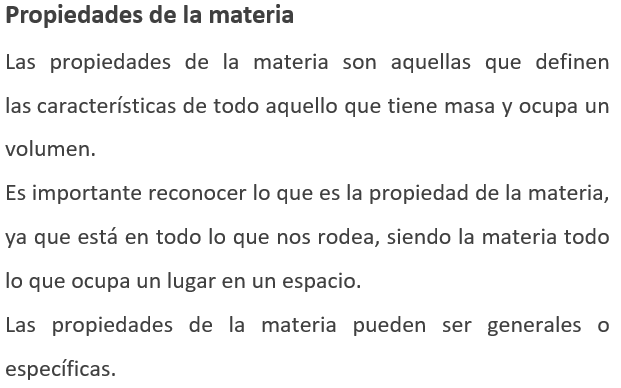 Propiedades de la materia
Las propiedades de la materia son aquellas que definen
las características de todo aquello que tiene masa y ocupa un
volumen.
Es importante reconocer lo que es la propiedad de la materia,
ya que está en todo lo que nos rodea, siendo la materia todo
lo que ocupa un lugar en un espacio.
Las propiedades de la materia pueden ser generales o
específicas.